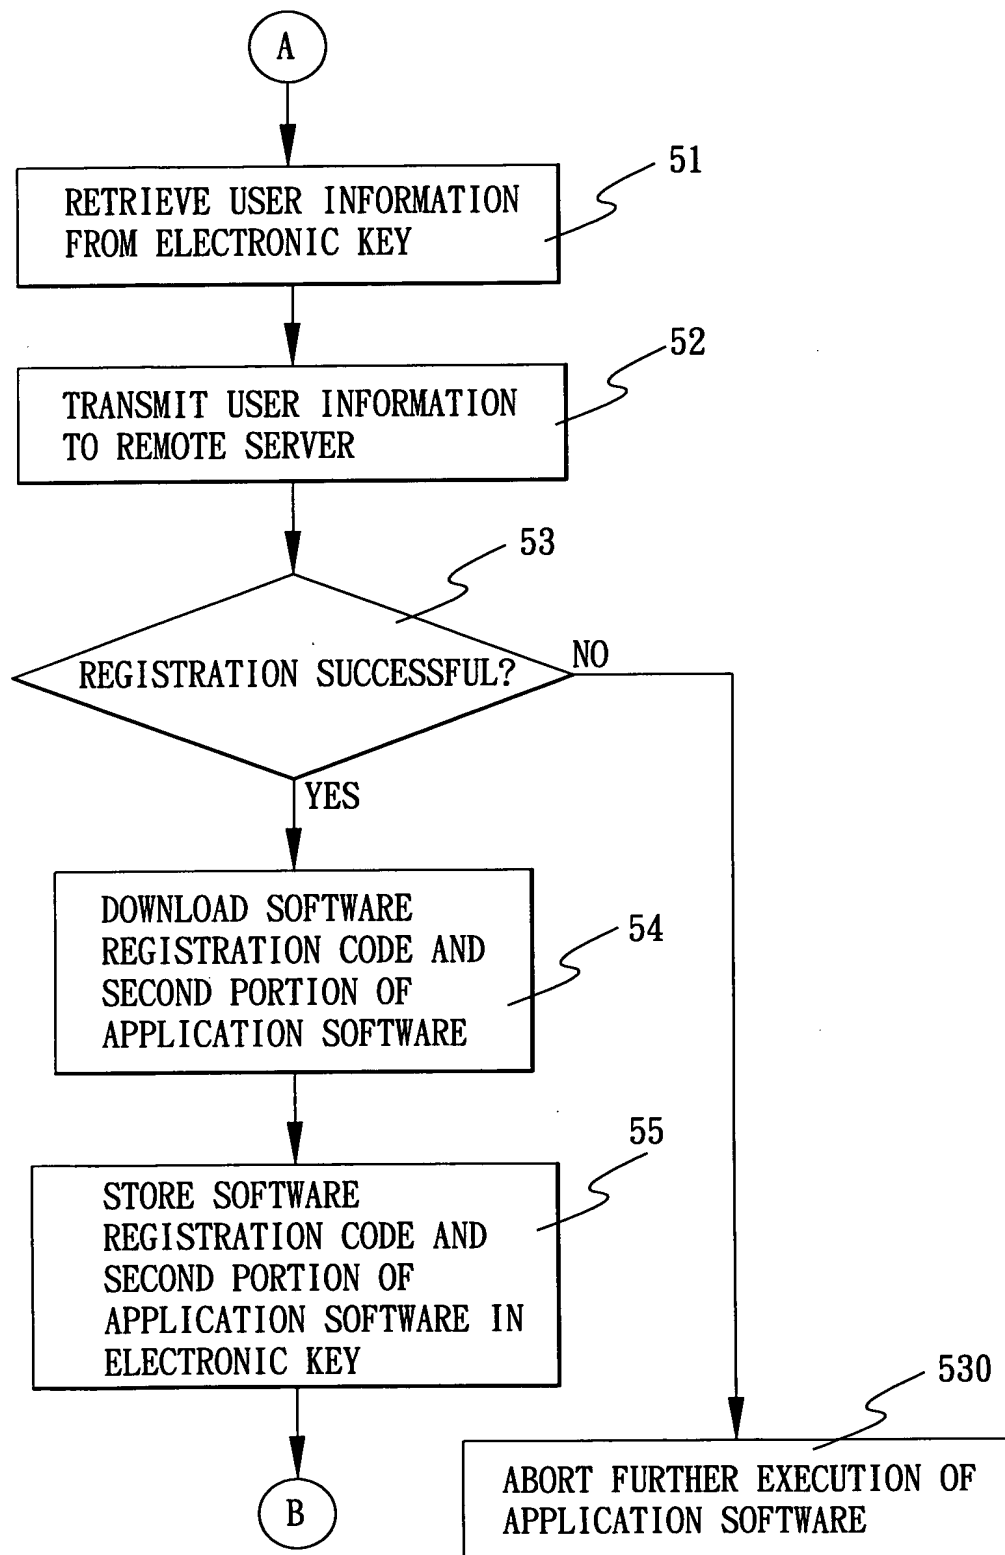 A
51
RETRIEVE USER INFORMATION
FROM ELECTRONIC KEY
52
TRANSMIT USER INFORMATION
TO REMOTE SERVER
53
REGISTRATION SUCCESSFUL?
NO
YES
54
DOWNLOAD SOFTWARE
REGISTRATION CODE AND
SECOND PORTION OF
APPLICATION SOFTWARE
55
STORE SOFTWARE
REGISTRATION CODE AND
SECOND PORTION OF
APPLICATION SOFTWARE IN
ELECTRONIC KEY
530
ABORT FURTHER EXECUTION OF
APPLICATION SOFTWARE
B